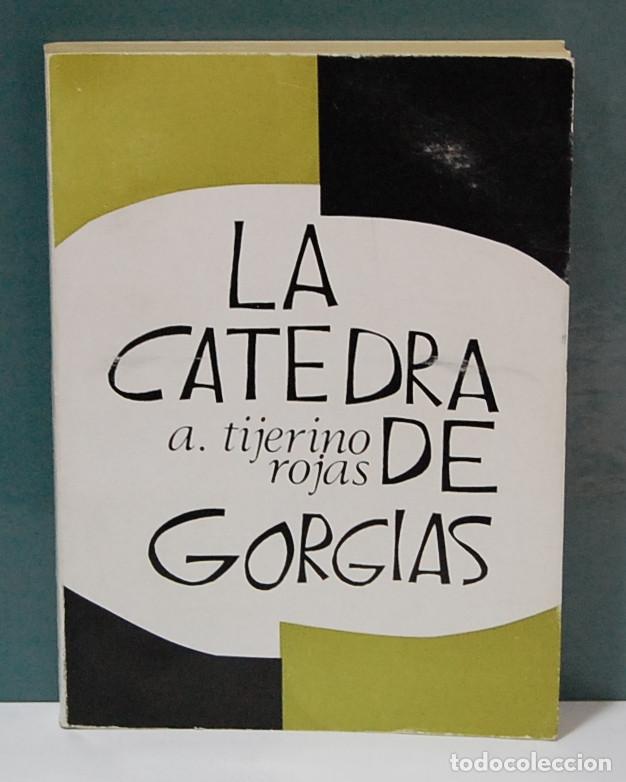 LA
CATEDRA
a. tijerino
rojas DE
GORGIAS
todocoleccion